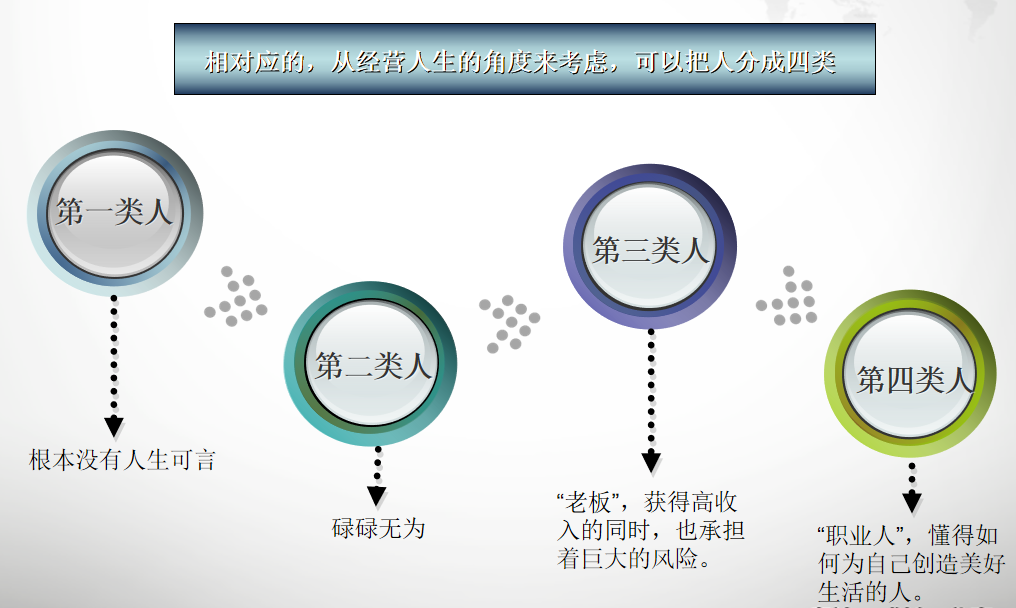 相对应的，从经营人生的角度来考虑，可以把人分成四类
第一类人
根本没有人生可言
第二类人
碌碌无为
第三类人
“老板”，获得高收
入的同时，也承担
着巨大的风险。
第四类人
“职业人”，懂得如
何为自己创造美好
生活的人。